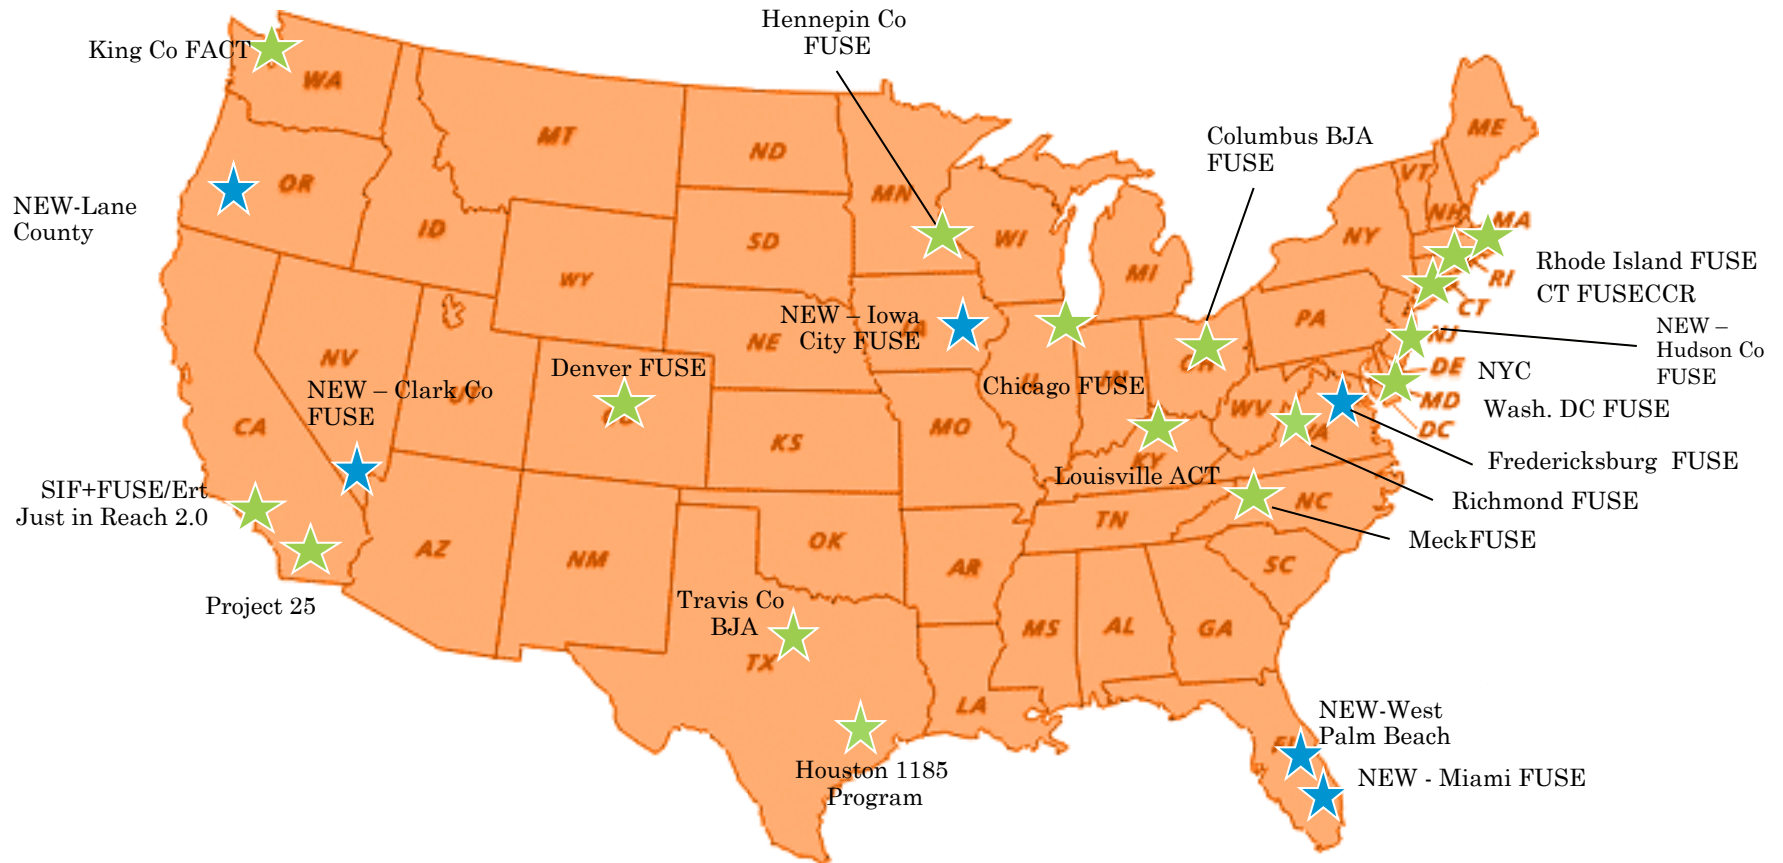 Hennepin Co
FUSE
King Co FACT
WA
MT
ND
MN
Columbus BJA
FUSE
ME
VT
NH
MA
NEW-Lane
County
OR
ID
SD
WI
MI
NY
WY
RI
Rhode Island FUSE
CT FUSECCR
CT
NEW – Iowa
City FUSE
IA
NE
PA
NJ
NEW –
Hudson Co
FUSE
NV
Denver FUSE
NEW – Clark Co
FUSE
UT
Chicago FUSE
IL
IN
OH
DE
NYC
MD
Wash. DC FUSE
DC
CA
CO
KS
MO
WV
VA
KY
Louisville ACT
Fredericksburg FUSE
Richmond FUSE
SIF+FUSE/Ert
Just in Reach 2.0
MeckFUSE
NC
TN
AZ
NM
OK
AR
SC
Project 25
Travis Co
BJA
TX
MS
AL
GA
LA
Houston 1185
Program
NEW-West
Palm Beach
FL
NEW - Miami FUSE